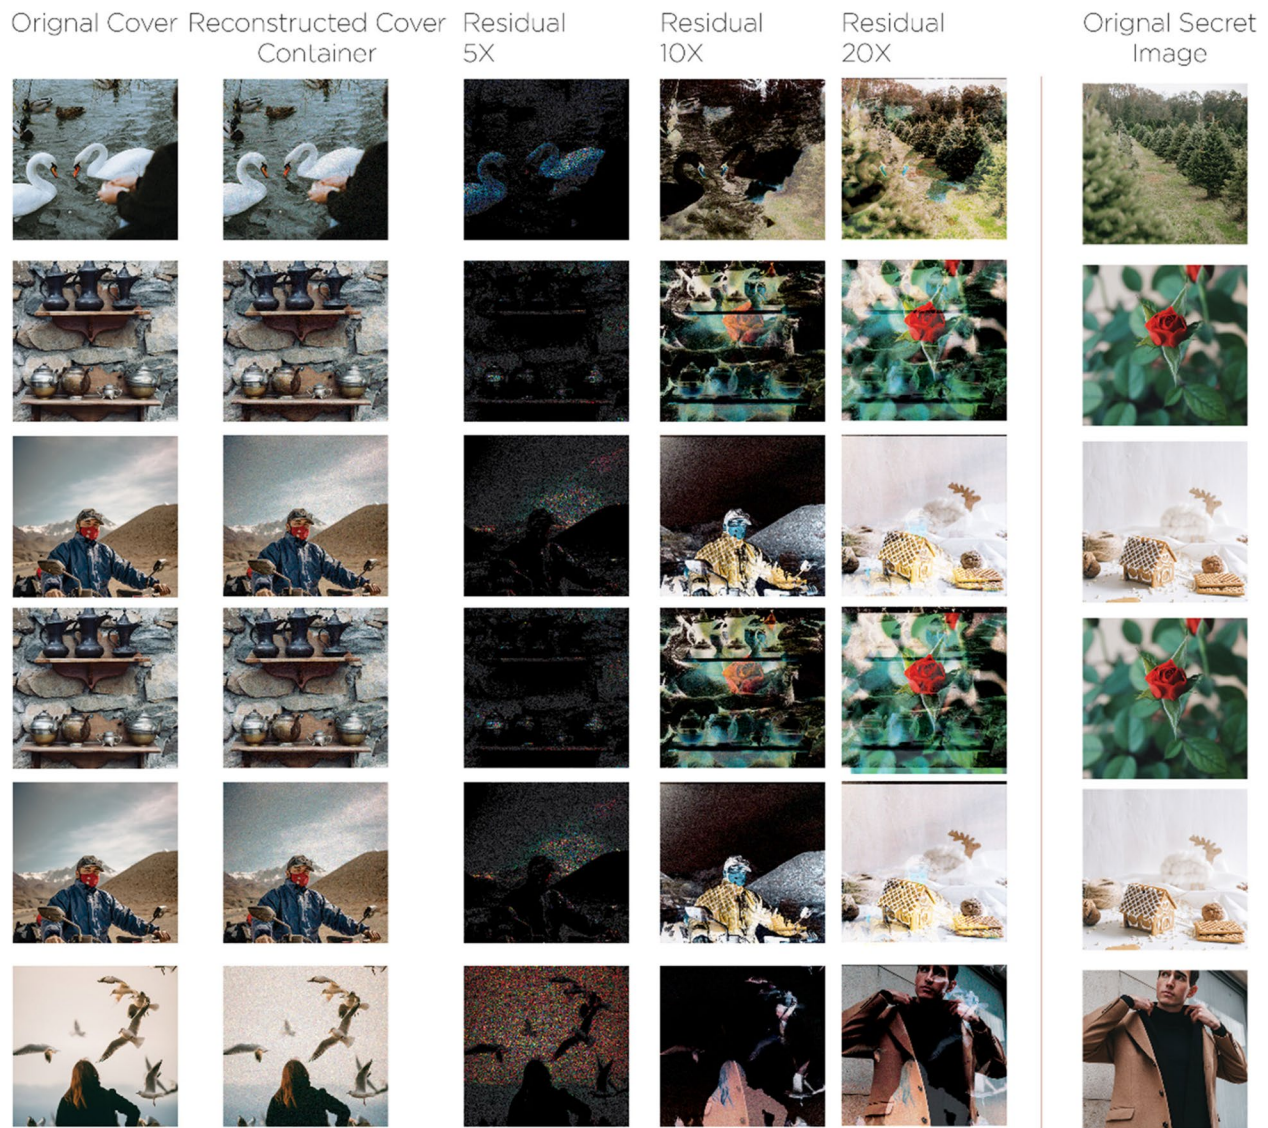 Orignal Cover
Reconstructed Cover
Container
Residual
5X
Residual
10X
Residual
20X
Orignal Secret
Image